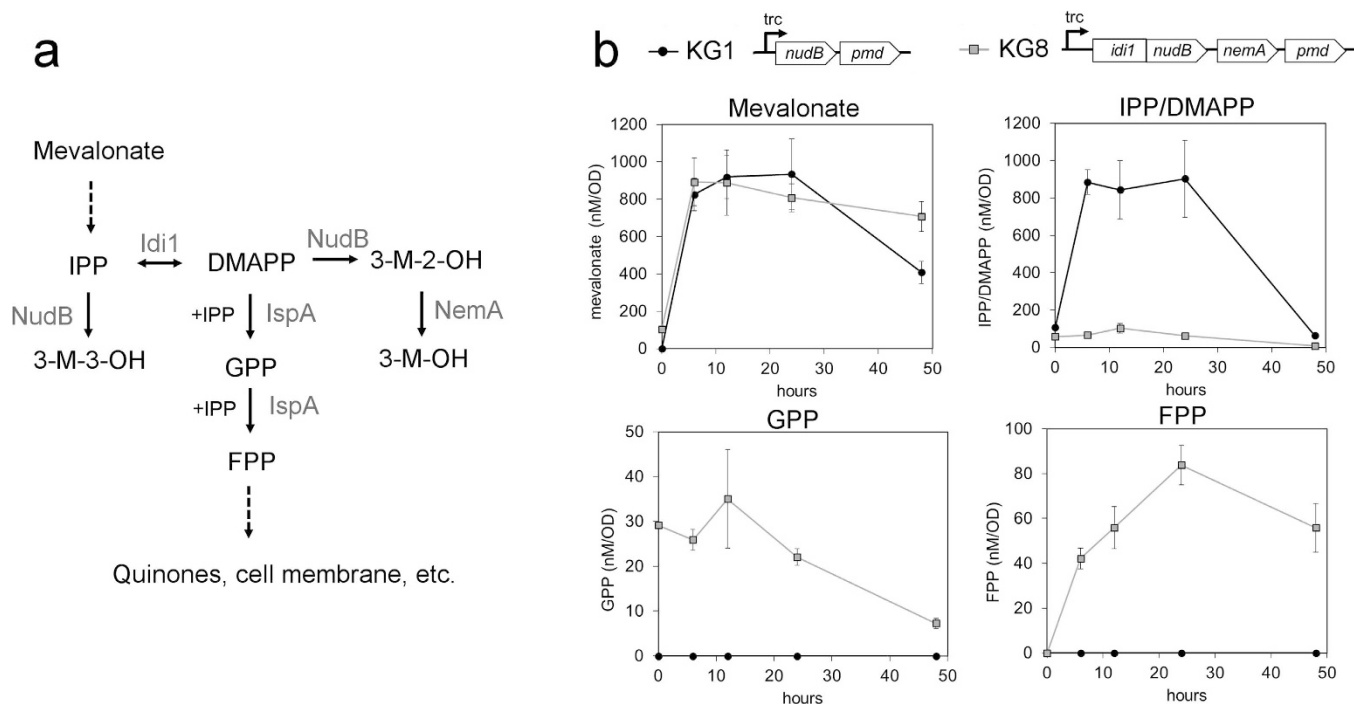 a
Mevalonate
IPP
Idi1
DMAPP
NudB
3-M-2-OH
NudB
+IPP
IspA
NemA
3-M-3-OH
GPP
3-M-OH
+IPP
IspA
FPP
Quinones, cell membrane, etc.
b
KG1
trc
nudB
pmd
KG8
trc
idi1
nudB
nemA
pmd
Mevalonate
mevalonate (nM/OD)
1200
1000
800
600
400
200
0
0 10 20 30 40 50
hours
IPP/DMAPP
IPP/DMAPP (nM/OD)
1200
1000
800
600
400
200
0
0 10 20 30 40 50
hours
GPP
GPP (nM/OD)
50
40
30
20
10
0
0 10 20 30 40 50
hours
FPP
FPP (nM/OD)
100
80
60
40
20
0
0 10 20 30 40 50
hours